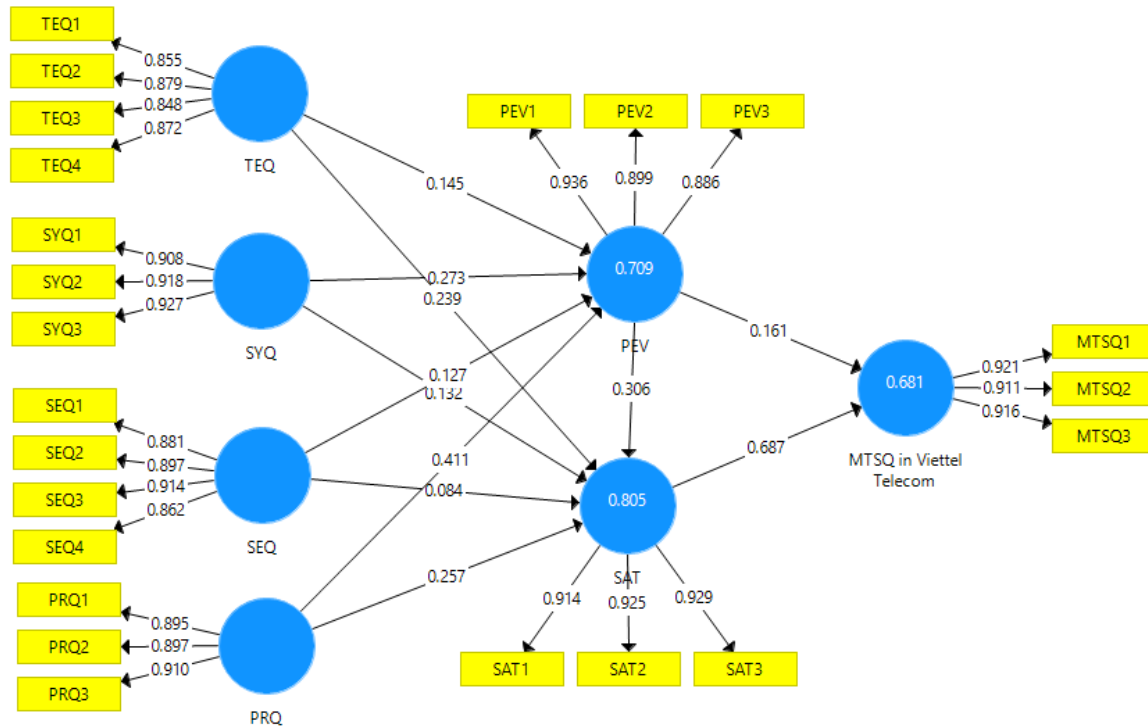 TEQ1
TEQ2
TEQ3
TEQ4
0.855
0.879
0.848
0.872
TEQ
SYQ1
SYQ2
SYQ3
0.908
0.918
0.927
SYQ
SEQ1
SEQ2
SEQ3
SEQ4
0.881
0.897
0.914
0.862
SEQ
PRQ1
PRQ2
PRQ3
0.895
0.897
0.910
PRQ
0.145
0.273
0.239
0.127
0.132
0.411
0.084
0.257
PEV1
PEV2
PEV3
0.936
0.899
0.886
0.709
PEV
0.306
0.805
SAT
0.914
0.925
0.929
SAT1
SAT2
SAT3
0.161
0.687
0.681
MTSQ in Viettel
Telecom
0.921
0.911
0.916
MTSQ1
MTSQ2
MTSQ3